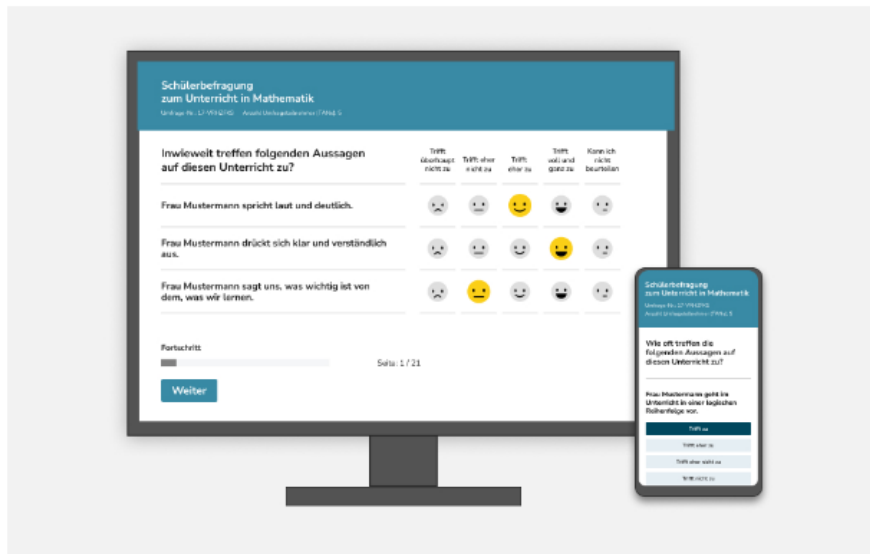 Schülerbefragung
zum Unterricht in Mathematik
Inwieweit treffen folgenden Aussagen
auf diesen Unterricht zu?
Trifft
überhaupt
nicht zu
Trifft eher
nicht zu
Trifft
eher zu
Trifft
voll und
ganz zu
Kann ich
nicht
beurteilen
Frau Mustermann spricht laut und deutlich.
Frau Mustermann drückt sich klar und verständlich
aus.
Frau Mustermann sagt uns, was wichtig ist von
dem, was wir lernen.
Fortschritt
Seite: 1 / 21
Weiter
Schülerbefragung
zum Unterricht in Mathematik
Wie oft treffen die
folgenden Aussagen auf
diesen Unterricht zu?
Frau Mustermann geht im
Unterricht in einer logischen
Reihenfolge vor.
Trifft zu
Trifft eher zu
Trifft eher nicht zu
Trifft nicht zu